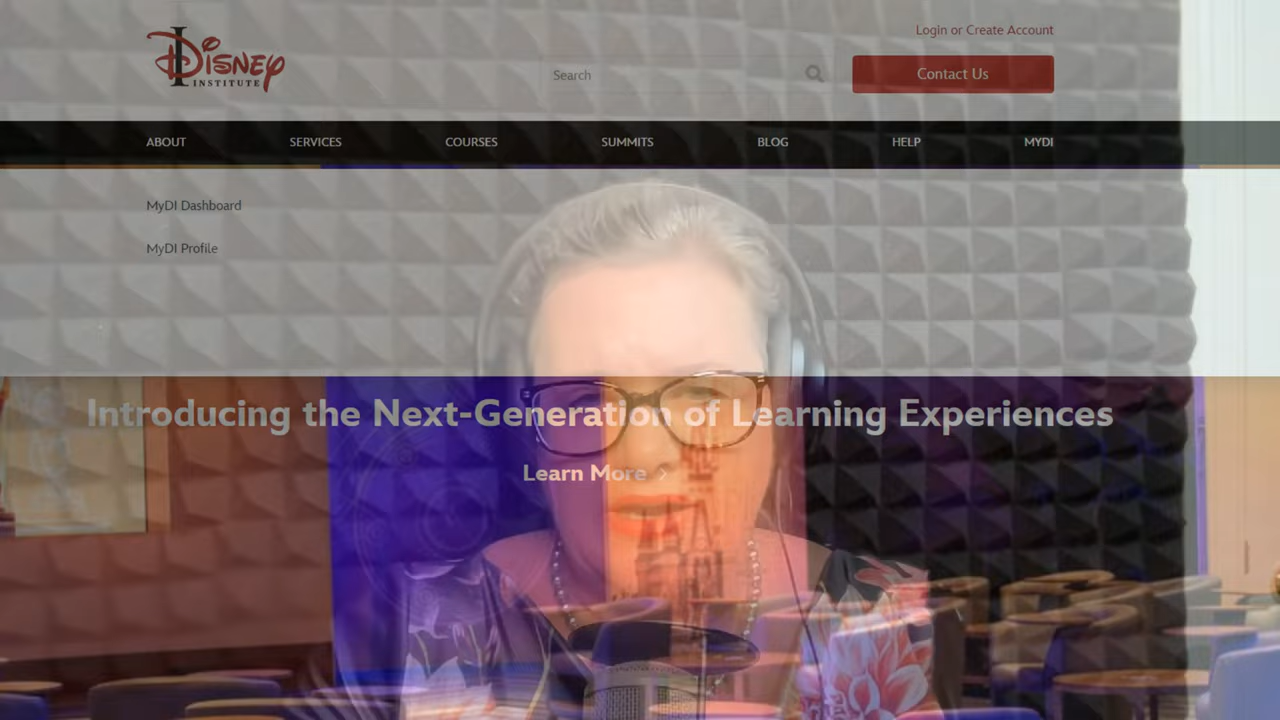 Login or Create Account
Disney
INSTITUTE
Search
Contact Us
ABOUT SERVICES COURSES SUMMITS BLOG HELP MYDI
MyDI Dashboard
MyDI Profile
Introducing the Next-Generation of Learning Experiences
Learn More >